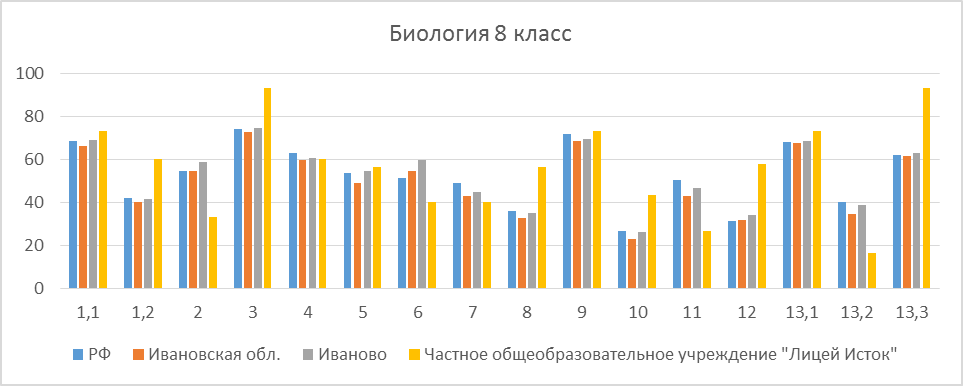 Биология 8 класс
100
80
60
40
20
0
1,1 1,2 2 3 4 5 6 7 8 9 10 11 12 13,1 13,2 13,3
РФ Ивановская обл. Иваново Частное общеобразовательное учреждение "Лицей Исток"